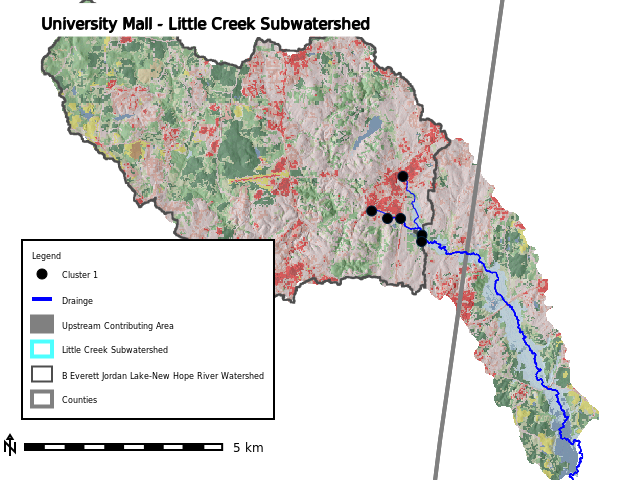 University Mall - Little Creek Subwatershed
Legend
Cluster 1
Drainge
Upstream Contributing Area
Little Creek Subwatershed
B Everett Jordan Lake-New Hope River Watershed
Counties
N
5 km